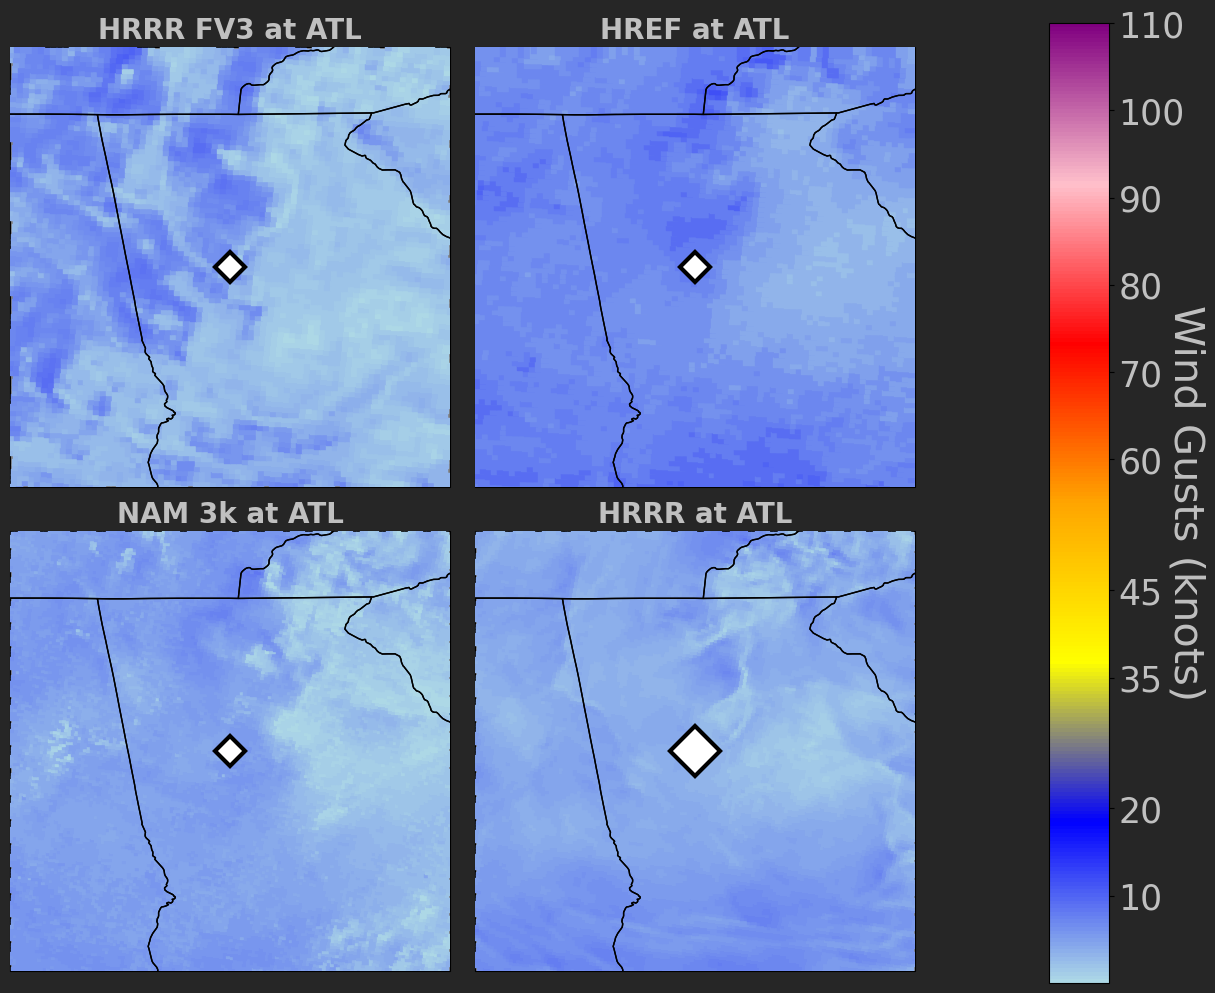 HRRR FV3 at ATL
HREF at ATL
NAM 3k at ATL
HRRR at ATL
110
100
90
80
70
60
45
35
20
10
Wind Gusts (knots)